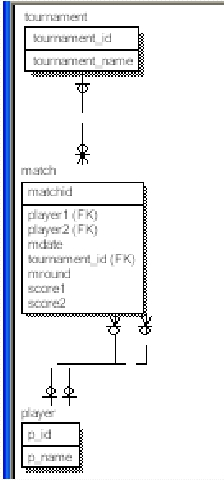 tournament
tournament_id
tournament_name
match
matchid
player1 (FK)
player2 (FK)
mdate
tournament_id (FK)
mround
score1
score2
player
p_id
p_name